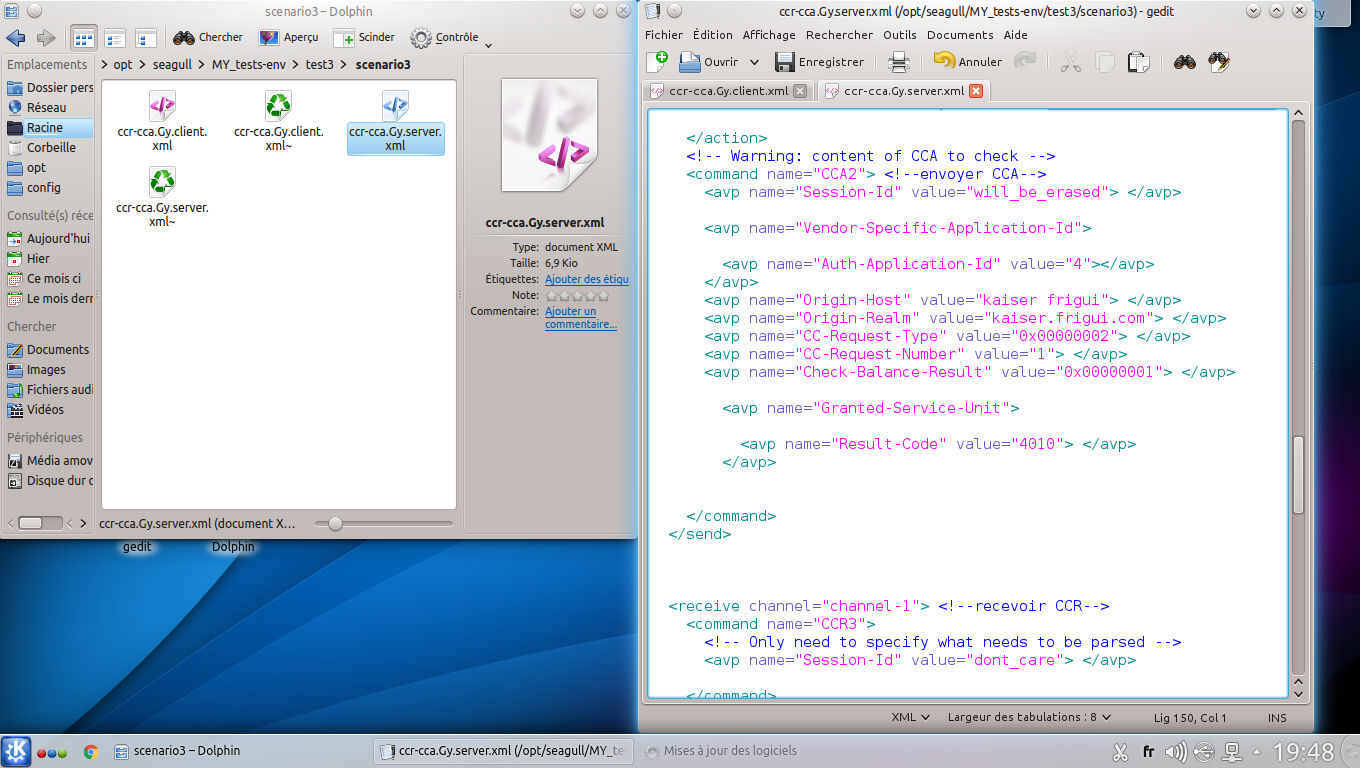 scenario3 – Dolphin
Chercher
Aperçu
Scinder
Contrôle
Emplacements
opt
seagull
MY_tests-env
test3
scenario3
Dossier pers
Réseau
Racine
Corbeille
opt
config
Consulté(s) réce
Aujourd'hui
Hier
Ce mois ci
Le mois derr
Chercher
Documents
Images
Fichiers audi
Vidéos
Périphériques
Média amov
Disque dur c
ccr-cca.Gy.client.
xml
ccr-cca.Gy.client.
xml~
ccr-cca.Gy.server.
xml
ccr-cca.Gy.server.
xml~
ccr-cca.Gy.server.xml
Type: document XML
Taille: 6,9 Kio
Étiquettes: Ajouter des étiqu
Note:
Commentaire: Ajouter un
commentaire...
ccr-cca.Gy.server.xml (document X...
gedit
Dolphin
ccr-cca.Gy.server.xml (/opt/seagull/MY_tests-env/test3/scenario3) - gedit
Fichier Édition Affichage Rechercher Outils Documents Aide
Ouvrir
Enregistrer
Annuler
ccr-cca.Gy.client.xml
ccr-cca.Gy.server.xml
</action>
<!-- Warning: content of CCA to check -->
<command name="CCA2"> <!--envoyer CCA-->
<avp name="Session-Id" value="will_be_erased"> </avp>
<avp name="Vendor-Specific-Application-Id">
<avp name="Auth-Application-Id" value="4"></avp>
</avp>
<avp name="Origin-Host" value="kaiser frigui"> </avp>
<avp name="Origin-Realm" value="kaiser.frigui.com"> </avp>
<avp name="CC-Request-Type" value="0x00000002"> </avp>
<avp name="CC-Request-Number" value="1"> </avp>
<avp name="Check-Balance-Result" value="0x00000001"> </avp>
<avp name="Granted-Service-Unit">
<avp name="Result-Code" value="4010"> </avp>
</avp>
</command>
</send>
<receive channel="channel-1"> <!--recevoir CCR-->
<command name="CCR3">
<!-- Only need to specify what needs to be parsed -->
<avp name="Session-Id" value="dont_care"> </avp>
</command>
XML
Largeur des tabulations : 8
Lig 150, Col 1
INS
ty
scenario3 – Dolphin
ccr-cca.Gy.server.xml (/opt/seagull/MY_tes
Mises à jour des logiciels
fr
19:48